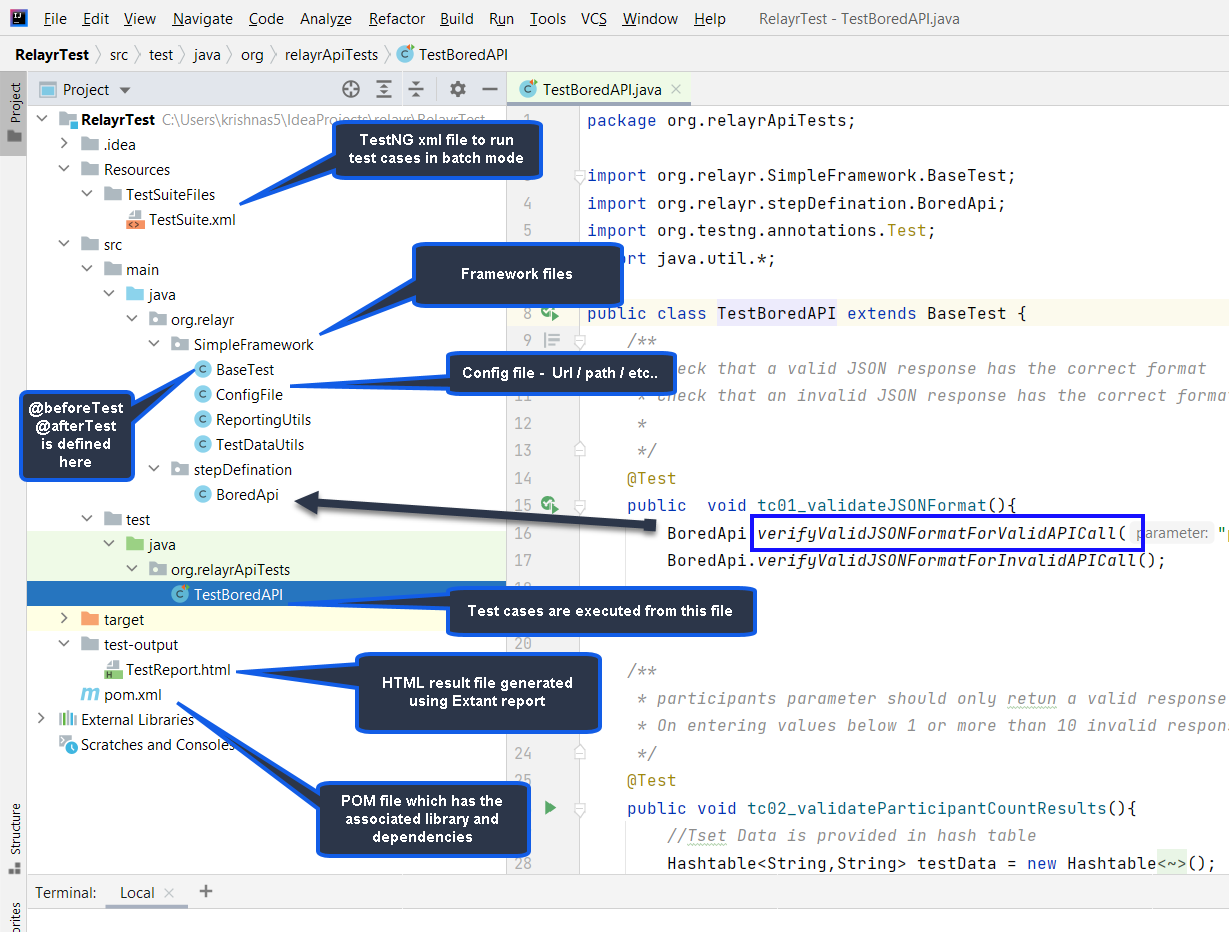 File Edit View Navigate Code Analyze Refactor Build Run Tools VCS Window Help RelayrTest - TestBoredAPI.java
RelayrTest src test java org relayrApiTests TestBoredAPI
Project
Project
TestBoredAPI.java
RelayrTest C:\Users\krishnas5\IdeaProjects\relayr\RelayrTest
.idea
Resources
TestSuiteFiles
TestSuite.xml
src
main
java
org.relayr
SimpleFramework
BaseTest
ConfigFile
ReportingUtils
TestDataUtils
stepDefination
BoredApi
test
java
org.relayrApiTests
TestBoredAPI
target
test-output
TestReport.html
pom.xml
External Libraries
Scratches and Consoles
TestNG xml file to run
test cases in batch mode
Framework files
Config file - Url / path / etc..
@beforeTest
@afterTest
is defined
here
Test cases are executed from this file
HTML result file generated
using Extant report
POM file which has the
associated library and
dependencies
1 package org.relayrApiTests;
import org.relayr.SimpleFramework.BaseTest;
4 import org.relayr.stepDefination.BoredApi;
5 import org.testng.annotations.Test;
java.util.*;
8 public class TestBoredAPI extends BaseTest {
9 /**
that a valid JSON response has the correct format
11 * check that an invalid JSON response has the correct forma
12 *
13 */
14 @Test
15 public void tc01_validateJSONFormat(){
16 BoredApi.verifyValidJSONFormatForValidAPICall( parameter: "p
17 BoredApi.verifyValidJSONFormatForInvalidAPICall();
20
/**
* participants parameter should only retun a valid response
* On entering values below 1 or more than 10 invalid respon
24 */
25 @Test
public void tc02_validateParticipantCountResults(){
//Tset Data is provided in hash table
28 Hashtable<String,String> testData = new Hashtable<~>();
Structure
Terminal: Local +